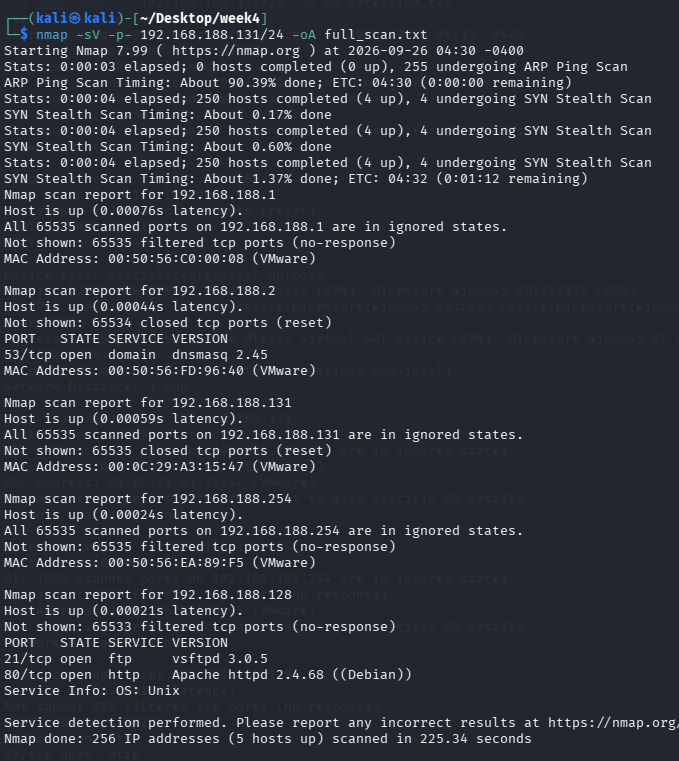 ┌──(kali㉿kali)-[~/Desktop/week4]
└─$ nmap -sV -p- 192.168.188.131/24 -oA full_scan.txt
Starting Nmap 7.99 ( https://nmap.org ) at 2026-09-26 04:30 -0400
Stats: 0:00:03 elapsed; 0 hosts completed (0 up), 255 undergoing ARP Ping Scan
ARP Ping Scan Timing: About 90.39% done; ETC: 04:30 (0:00:00 remaining)
Stats: 0:00:04 elapsed; 250 hosts completed (4 up), 4 undergoing SYN Stealth Scan
SYN Stealth Scan Timing: About 0.17% done
Stats: 0:00:04 elapsed; 250 hosts completed (4 up), 4 undergoing SYN Stealth Scan
SYN Stealth Scan Timing: About 0.60% done
Stats: 0:00:04 elapsed; 250 hosts completed (4 up), 4 undergoing SYN Stealth Scan
SYN Stealth Scan Timing: About 1.37% done; ETC: 04:32 (0:01:12 remaining)
Nmap scan report for 192.168.188.1
Host is up (0.00076s latency).
All 65535 scanned ports on 192.168.188.1 are in ignored states.
Not shown: 65535 filtered tcp ports (no-response)
MAC Address: 00:50:56:C0:00:08 (VMware)

Nmap scan report for 192.168.188.2
Host is up (0.00044s latency).
Not shown: 65534 closed tcp ports (reset)
PORT   STATE SERVICE VERSION
53/tcp open  domain  dnsmasq 2.45
MAC Address: 00:50:56:FD:96:40 (VMware)

Nmap scan report for 192.168.188.131
Host is up (0.00059s latency).
All 65535 scanned ports on 192.168.188.131 are in ignored states.
Not shown: 65535 closed tcp ports (reset)
MAC Address: 00:0C:29:A3:15:47 (VMware)

Nmap scan report for 192.168.188.254
Host is up (0.00024s latency).
All 65535 scanned ports on 192.168.188.254 are in ignored states.
Not shown: 65535 filtered tcp ports (no-response)
MAC Address: 00:50:56:EA:89:F5 (VMware)

Nmap scan report for 192.168.188.128
Host is up (0.00021s latency).
Not shown: 65533 filtered tcp ports (no-response)
PORT   STATE SERVICE VERSION
21/tcp open  ftp     vsftpd 3.0.5
80/tcp open  http    Apache httpd 2.4.68 ((Debian))
Service Info: OS: Unix

Service detection performed. Please report any incorrect results at https://nmap.org/
Nmap done: 256 IP addresses (5 hosts up) scanned in 225.34 seconds